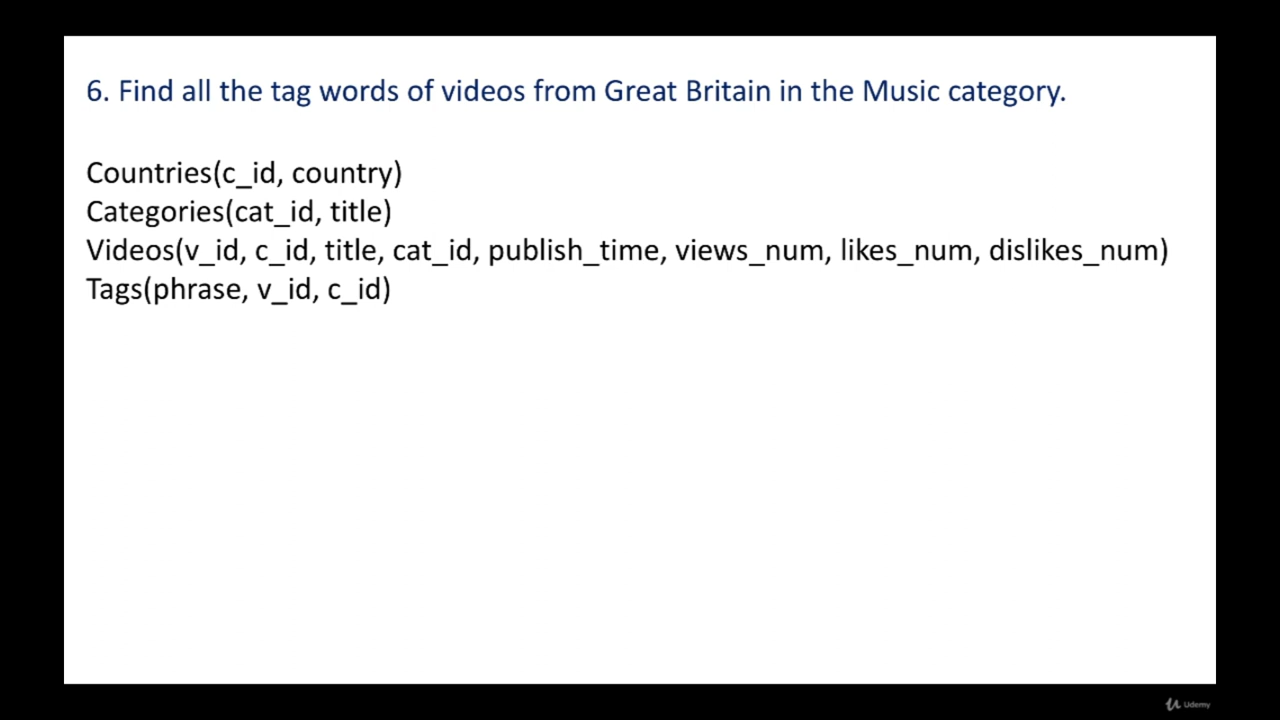 6. Find all the tag words of videos from Great Britain in the Music category.
Countries(c_id, country)
Categories(cat_id, title)
Videos(v_id, c_id, title, cat_id, publish_time, views_num, likes_num, dislikes_num)
Tags(phrase, v_id, c_id)
Udemy